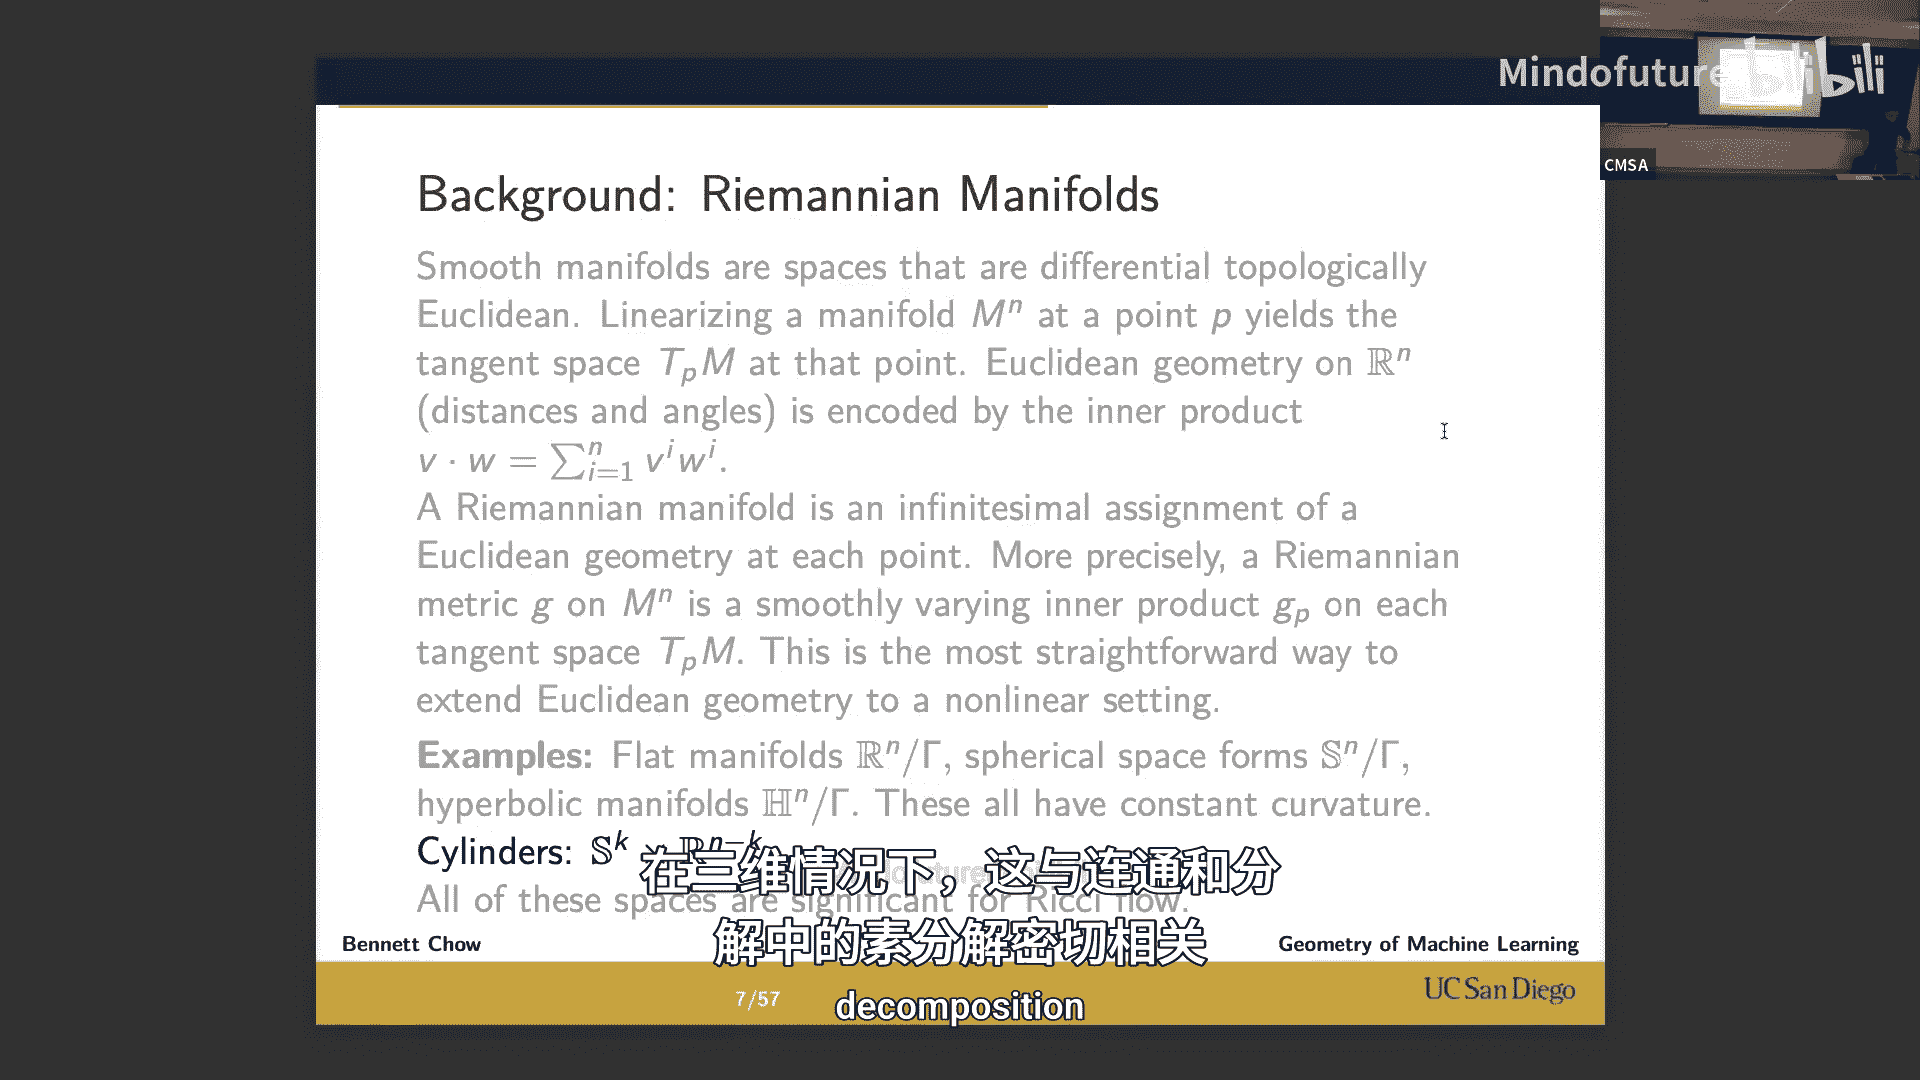 Mindofuture
bilibili
CMSA
Background: Riemannian Manifolds
Smooth manifolds are spaces that are differential topologically
Euclidean. Linearizing a manifold Mⁿ at a point p yields the
tangent space TₚM at that point. Euclidean geometry on ℝⁿ
(distances and angles) is encoded by the inner product
v · w = ∑ⁿᵢ₌₁ vⁱwⁱ.
A Riemannian manifold is an infinitesimal assignment of a
Euclidean geometry at each point. More precisely, a Riemannian
metric g on Mⁿ is a smoothly varying inner product gₚ on each
tangent space TₚM. This is the most straightforward way to
extend Euclidean geometry to a nonlinear setting.
Examples: Flat manifolds ℝⁿ/Γ, spherical space forms 𝕊ⁿ/Γ,
hyperbolic manifolds ℍⁿ/Γ. These all have constant curvature.
Cylinders: 𝕊ᵏ × ℝⁿ⁻ᵏ
在三维情况下，这与连通和分
All of these spaces are significant for Ricci flow.
解中的素分解密切相关
Bennett Chow
Geometry of Machine Learning
7/57
decomposition
UC San Diego